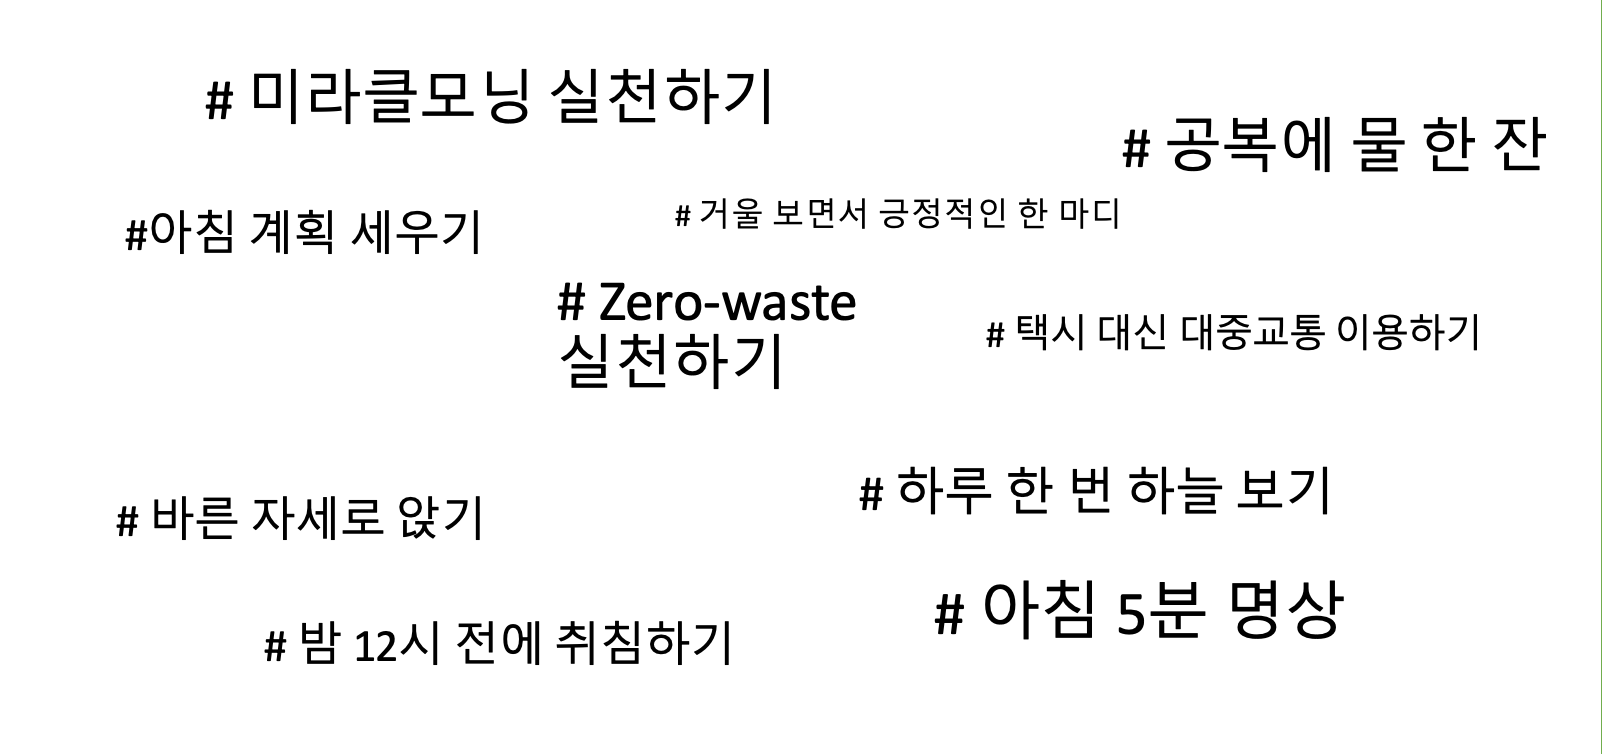 # 미라클모닝 실천하기
# 공복에 물 한 잔
#아침 계획 세우기
# 거울 보면서 긍정적인 한 마디
# Zero-waste
실천하기
# 택시 대신 대중교통 이용하기
# 바른 자세로 앉기
# 하루 한 번 하늘 보기
# 아침 5분 명상
# 밤 12시 전에 취침하기